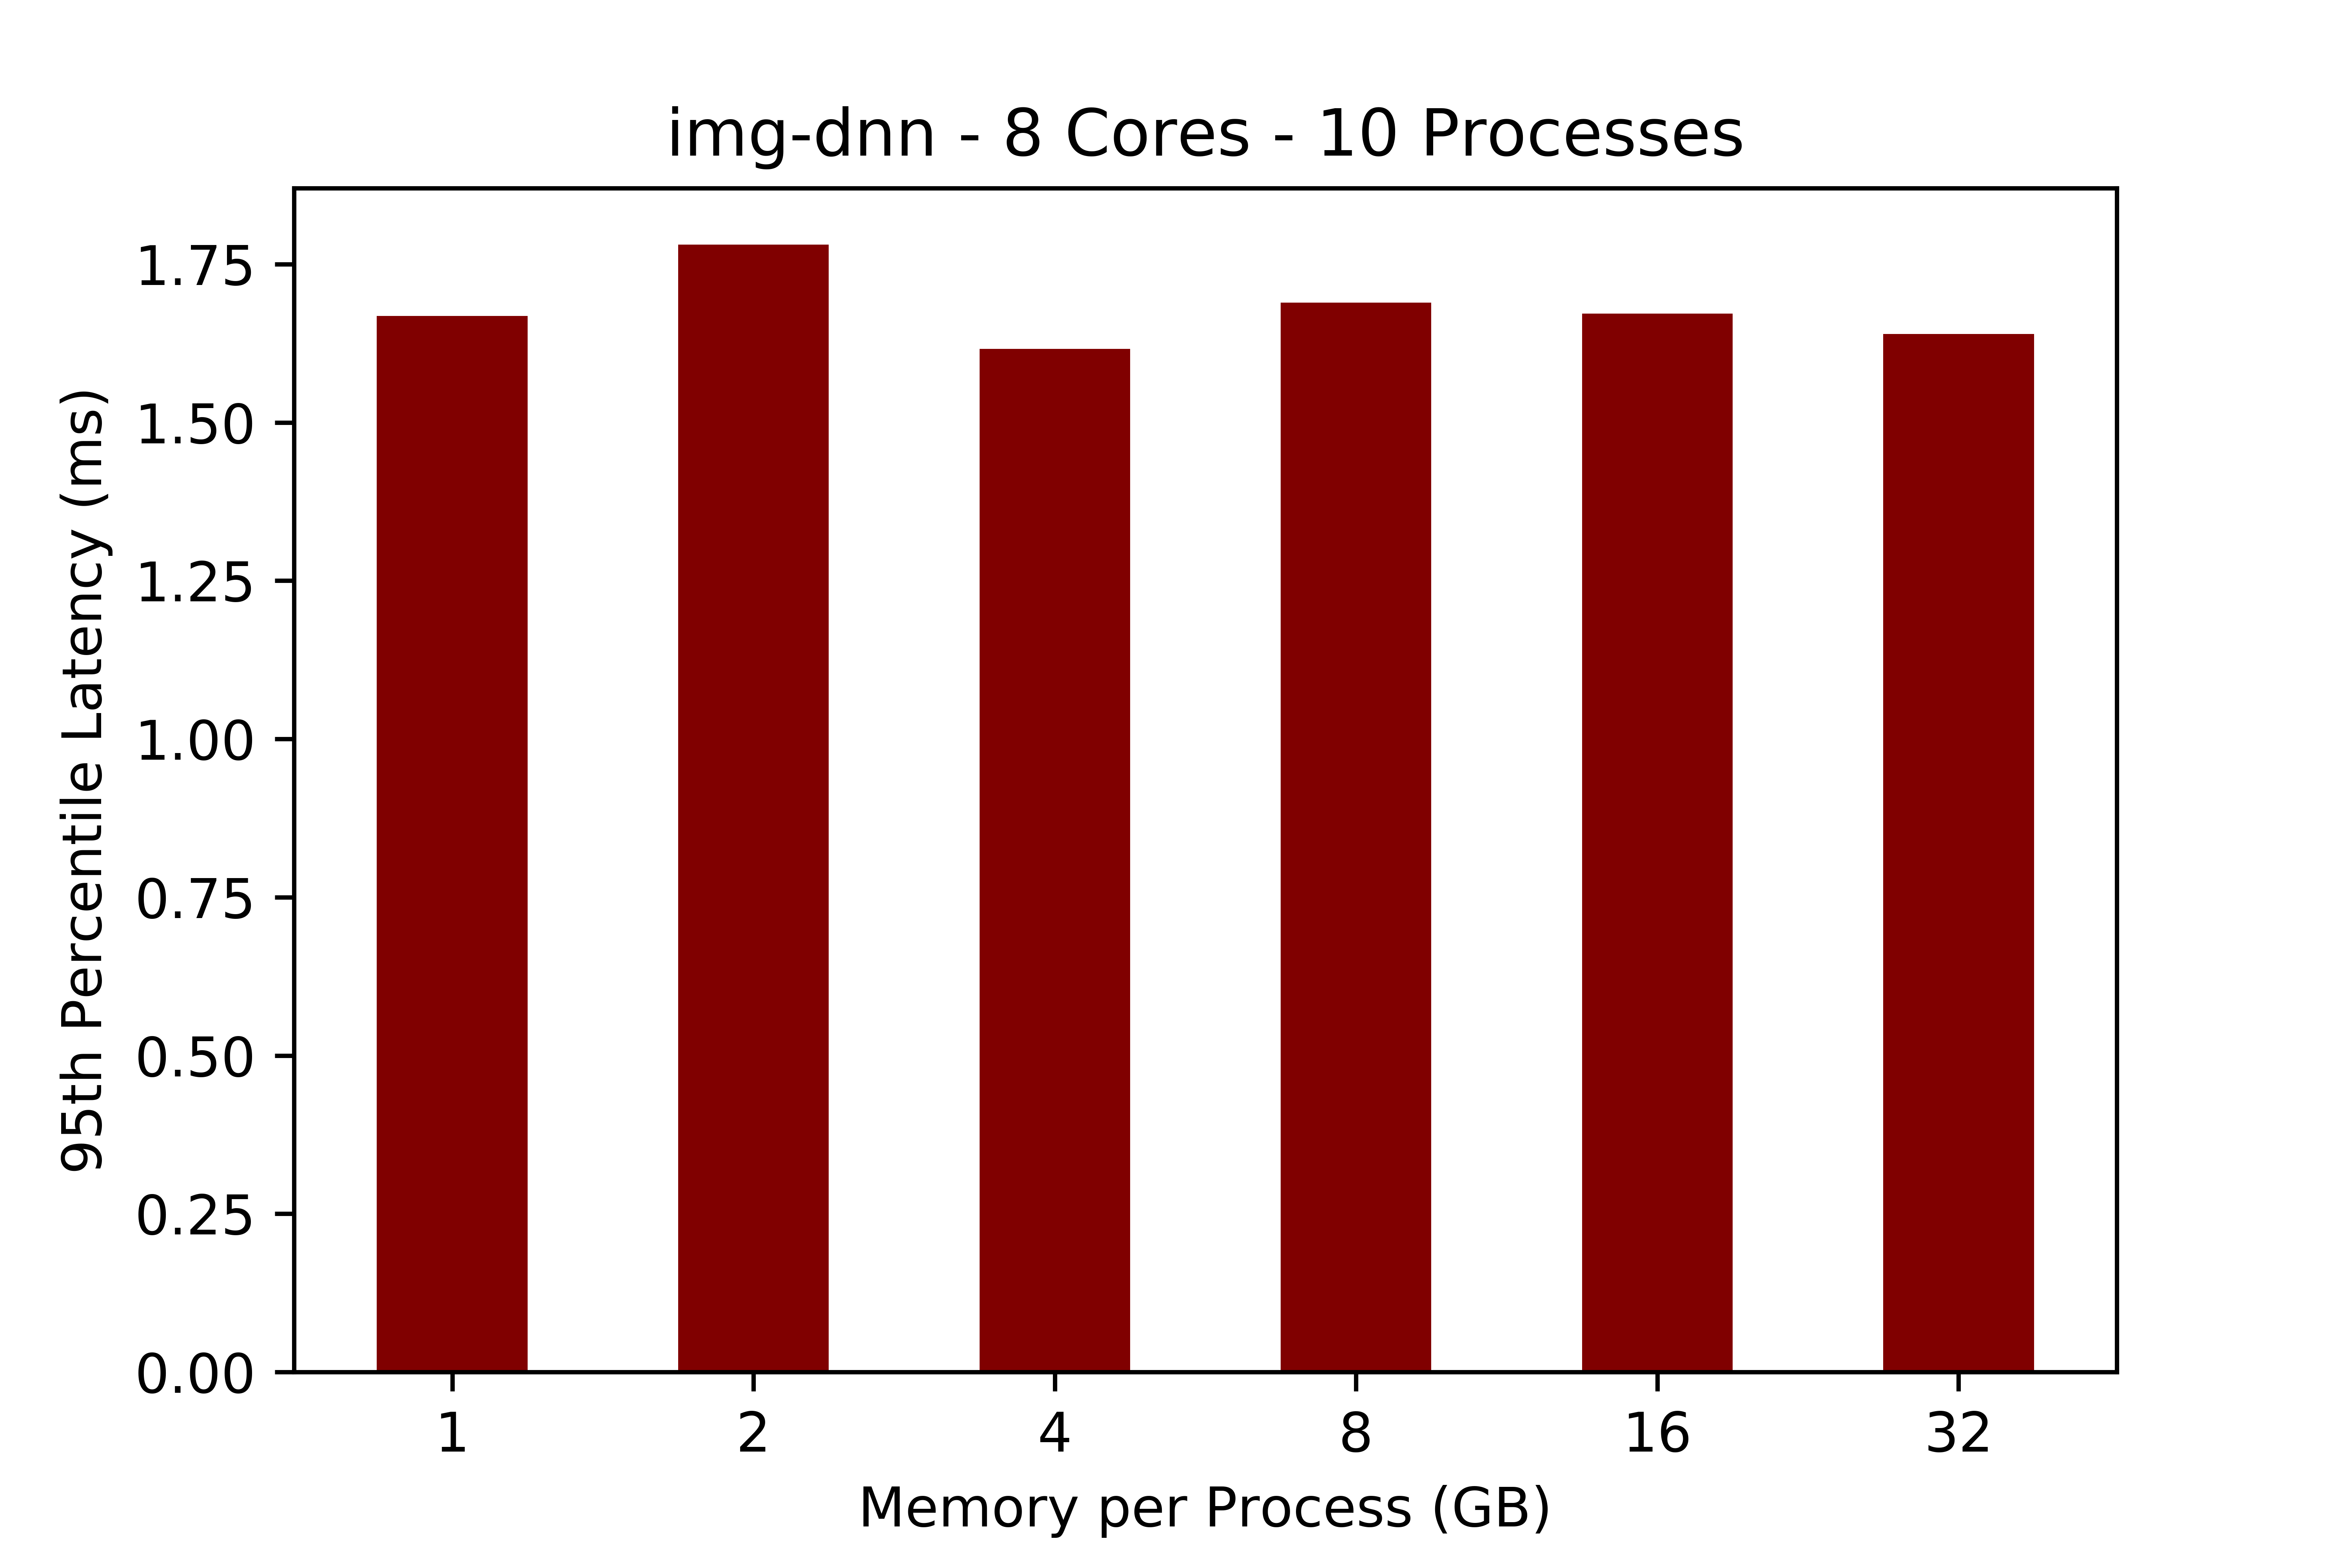 img-dnn - 8 Cores - 10 Processes
95th Percentile Latency (ms)
1.75
1.50
1.25
1.00
0.75
0.50
0.25
0.00
1 2 4 8 16 32
Memory per Process (GB)